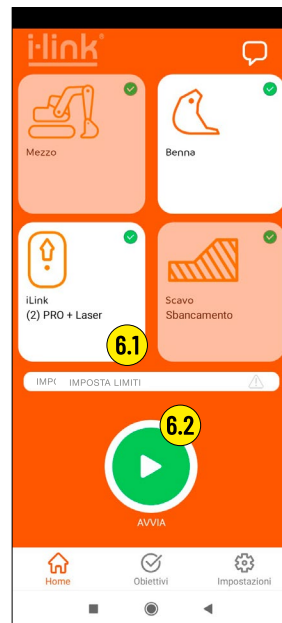 i·link®
Mezzo
Benna
iLink
(2) PRO + Laser
Scavo
Sbancamento
6.1
IMP( IMPOSTA LIMITI
6.2
AVVIA
Home
Obiettivi
Impostazioni